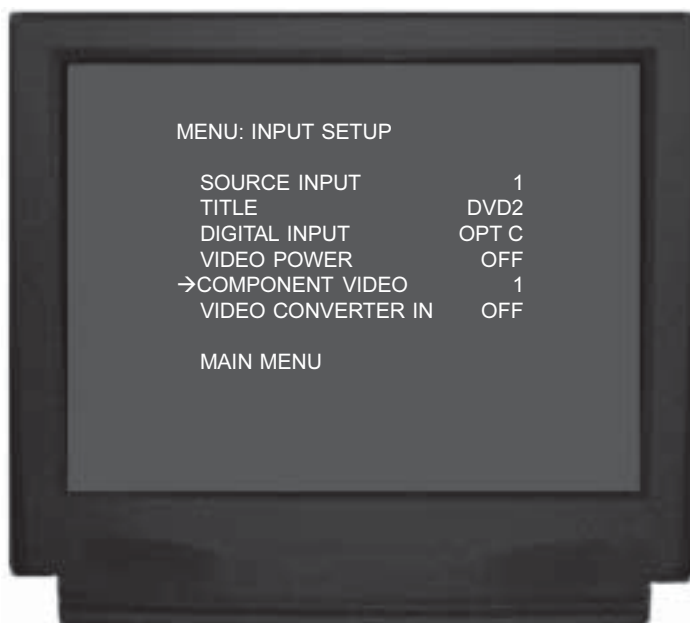 MENU: INPUT SETUP
SOURCE INPUT 1
TITLE DVD2
DIGITAL INPUT OPT C
VIDEO POWER OFF
→COMPONENT VIDEO 1
VIDEO CONVERTER IN OFF
MAIN MENU